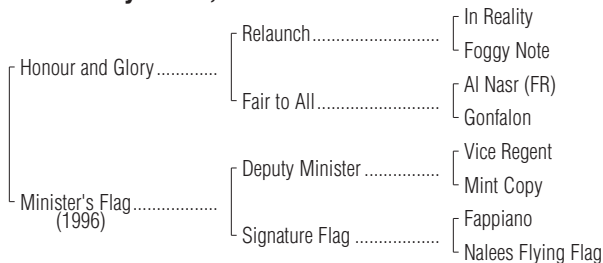 In Reality
Relaunch
Foggy Note
Honour and Glory
Al Nasr (FR)
Fair to All
Gonfalon
Vice Regent
Deputy Minister
Mint Copy
Minister's Flag
(1996)
Fappiano
Signature Flag
Nalees Flying Flag